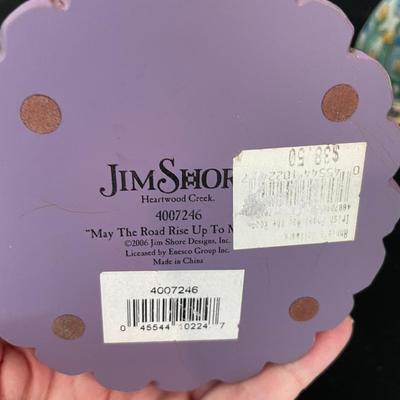 JIM SHORE
Heartwood Creek.
4007246
"May The Road Rise Up To M
©2006 Jim Shore Designs, Inc.
Licensed by Enesco Group Inc.
Made in China
4007246
0 45544 10224 7
$38.50